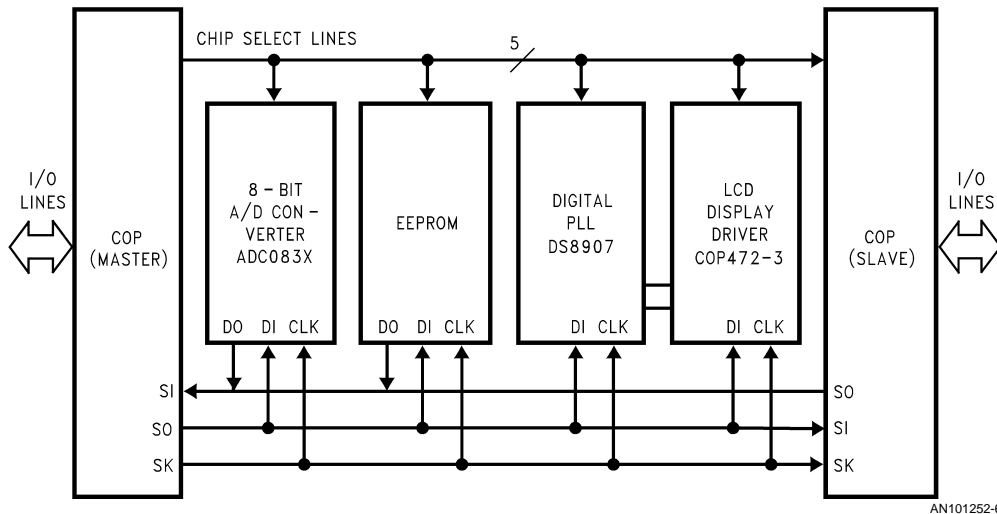 CHIP SELECT LINES
5
I/O
LINES
COP
(MASTER)
8-BIT
A/D CON-
VERTER
ADC083X
DO DI CLK
EEPROM
DO DI CLK
DIGITAL
PLL
DS8907
DI CLK
LCD
DISPLAY
DRIVER
COP472-3
DI CLK
COP
(SLAVE)
I/O
LINES
SI
SO
SO
SI
SK
SK
AN101252-6